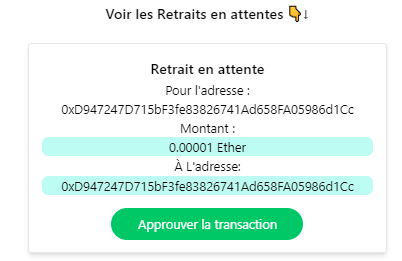 Voir les Retraits en attentes 👇↓
Retrait en attente
Pour l'adresse :
0xD947247D715bF3fe83826741Ad658FA05986d1Cc
Montant :
0.00001 Ether
À L'adresse:
0xD947247D715bF3fe83826741Ad658FA05986d1Cc
Approuver la transaction